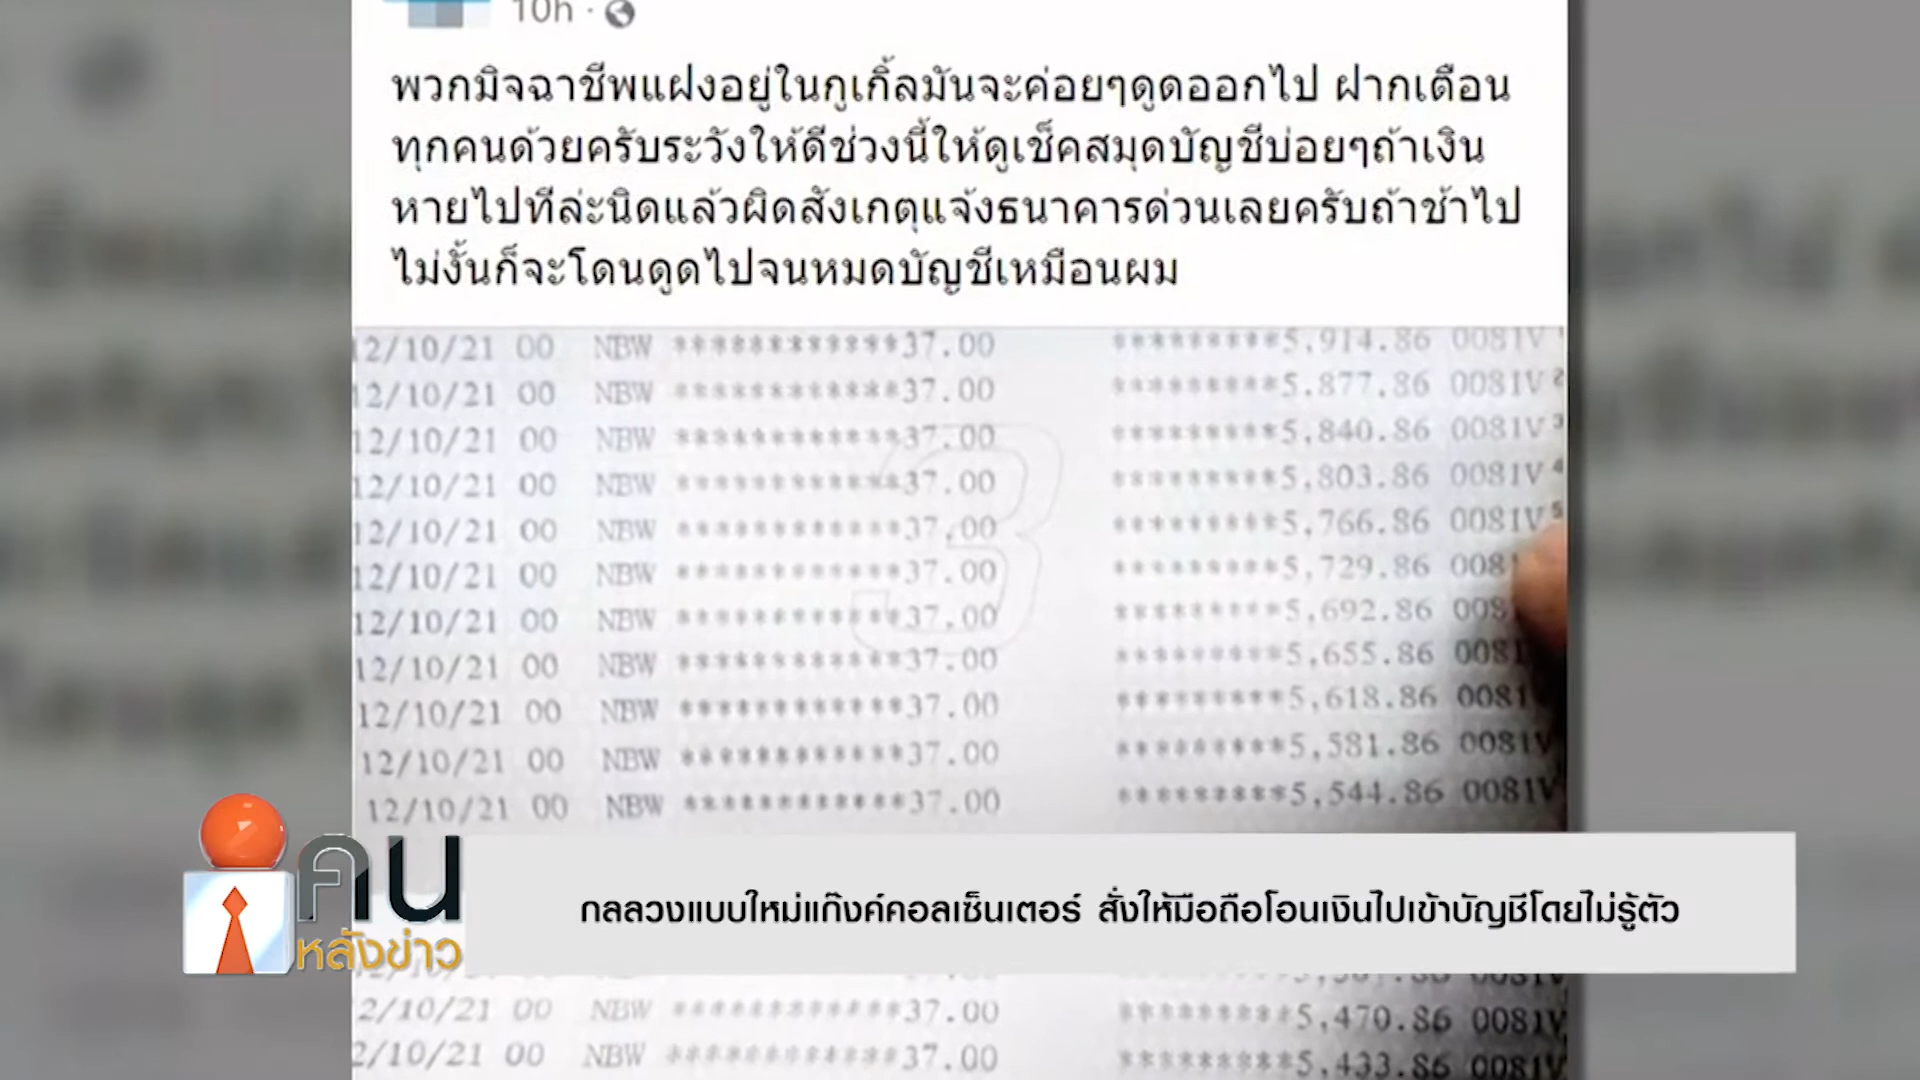 10h
พวกมิจฉาชีพแฝงอยู่ในกูเกิ้ลมันจะค่อยๆดูดออกไป ฝากเตือน
ทุกคนด้วยครับระวังให้ดีช่วงนี้ให้ดูเช็คสมุดบัญชีบ่อยๆถ้าเงิน
หายไปทีล่ะนิดแล้วผิดสังเกตุแจ้งธนาคารด่วนเลยครับถ้าช้าไป
ไม่งั้นก็จะโดนดูดไปจนหมดบัญชีเหมือนผม
12/10/21 00 NBW ************37.00 *********5,914.86 0081V 1
12/10/21 00 NBW ************37.00 *********5,877.86 0081V 2
12/10/21 00 NBW ************37.00 *********5,840.86 0081V 3
12/10/21 00 NBW ************37.00 *********5,803.86 0081V 4
12/10/21 00 NBW ************37.00 *********5,766.86 0081V 5
12/10/21 00 NBW ************37.00 *********5,729.86 0081
12/10/21 00 NBW ************37.00 *********5,692.86 0081
12/10/21 00 NBW ************37.00 *********5,655.86 0081
12/10/21 00 NBW ************37.00 *********5,618.86 0081
12/10/21 00 NBW ************37.00 *********5,581.86 0081V
12/10/21 00 NBW ************37.00 *********5,544.86 0081V
3
คน
หลังข่าว
กลลวงแบบใหม่แก๊งค์คอลเซ็นเตอร์ สั่งให้มือถือโอนเงินไปเข้าบัญชีโดยไม่รู้ตัว
2/10/21 00 NBW ************37.00 *********5,470.86 0081V
2/10/21 00 NBW ************37.00 *********5,433.86 0081V